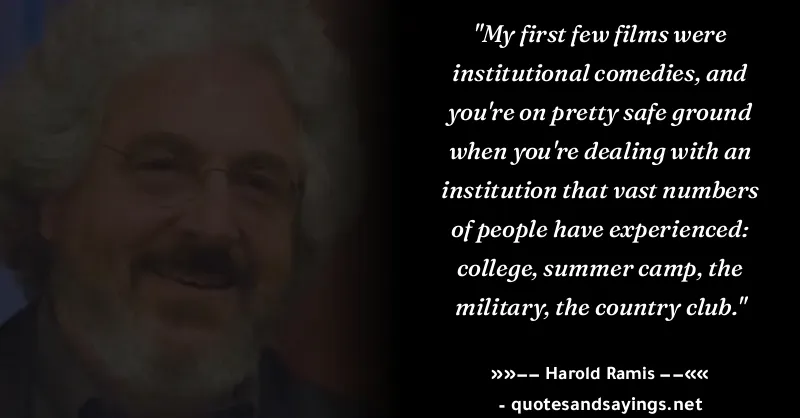 "My first few films were
institutional comedies, and
you're on pretty safe ground
when you're dealing with an
institution that vast numbers
of people have experienced:
college, summer camp, the
military, the country club."
»»−− Harold Ramis −−««
- quotesandsayings.net